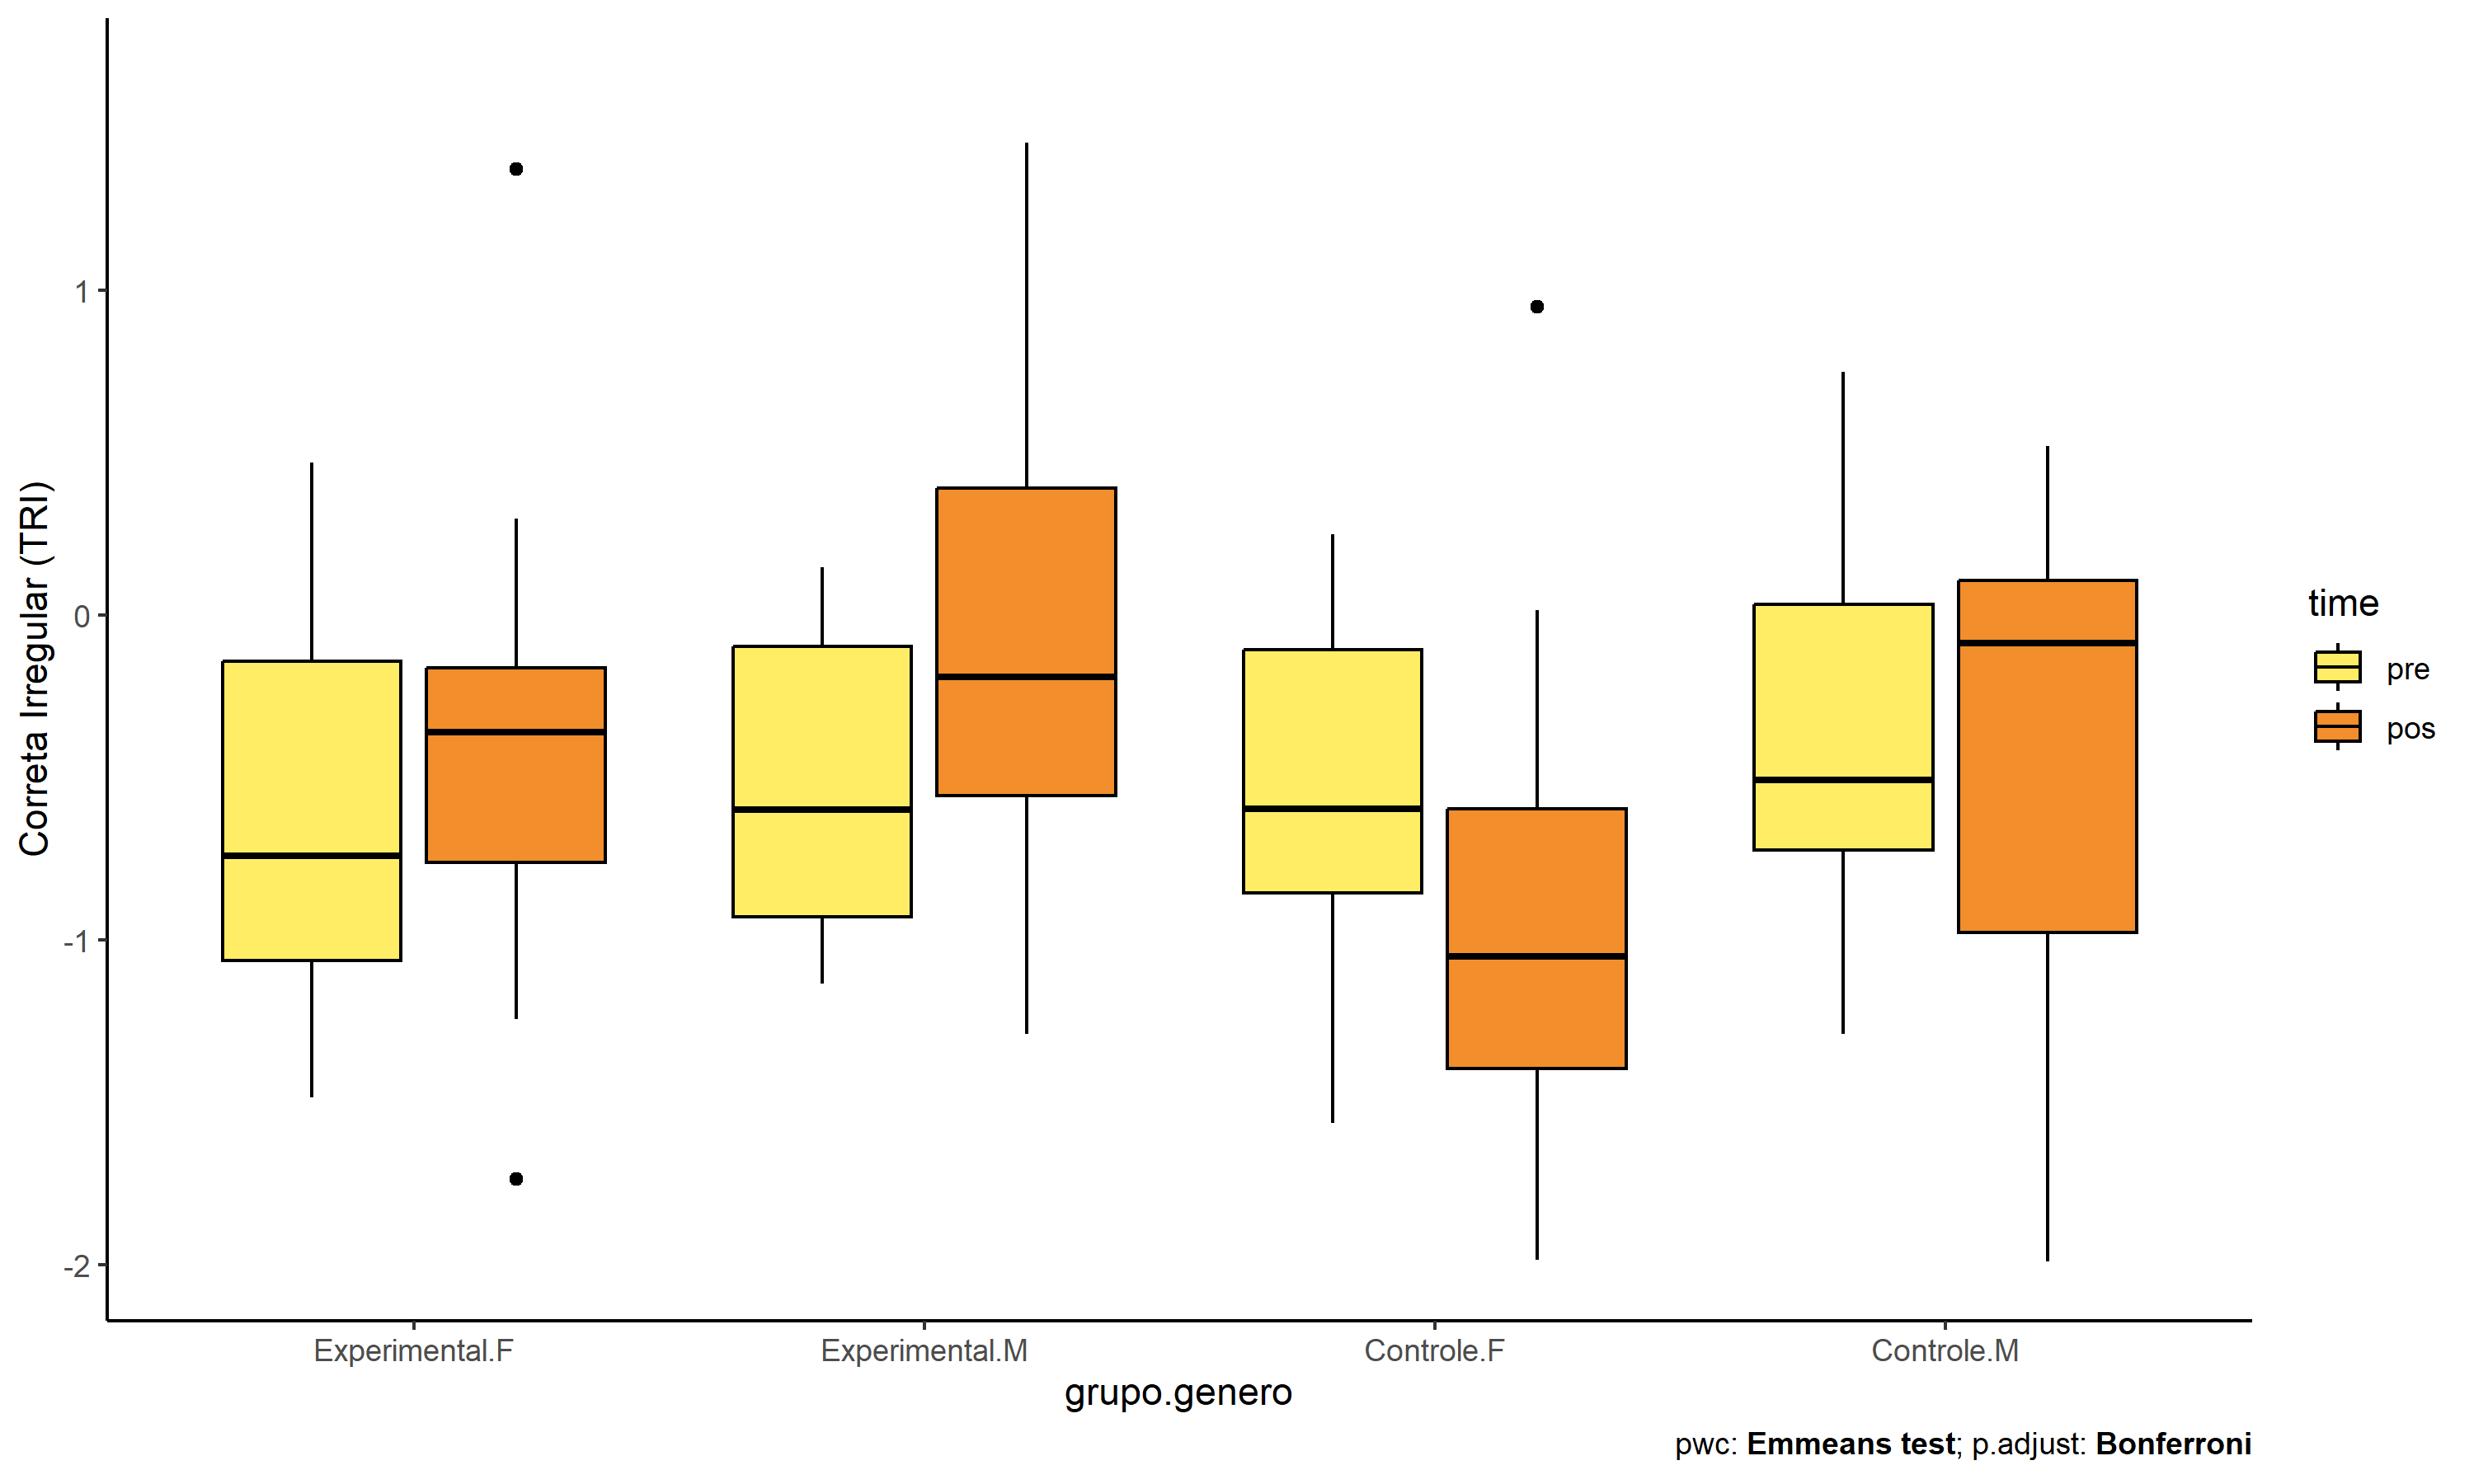 Correta Irregular (TRI)
1
0
-1
-2
Experimental.F
Experimental.M
Controle.F
Controle.M
grupo.genero
time
pre
pos
pwc: Emmeans test; p.adjust: Bonferroni